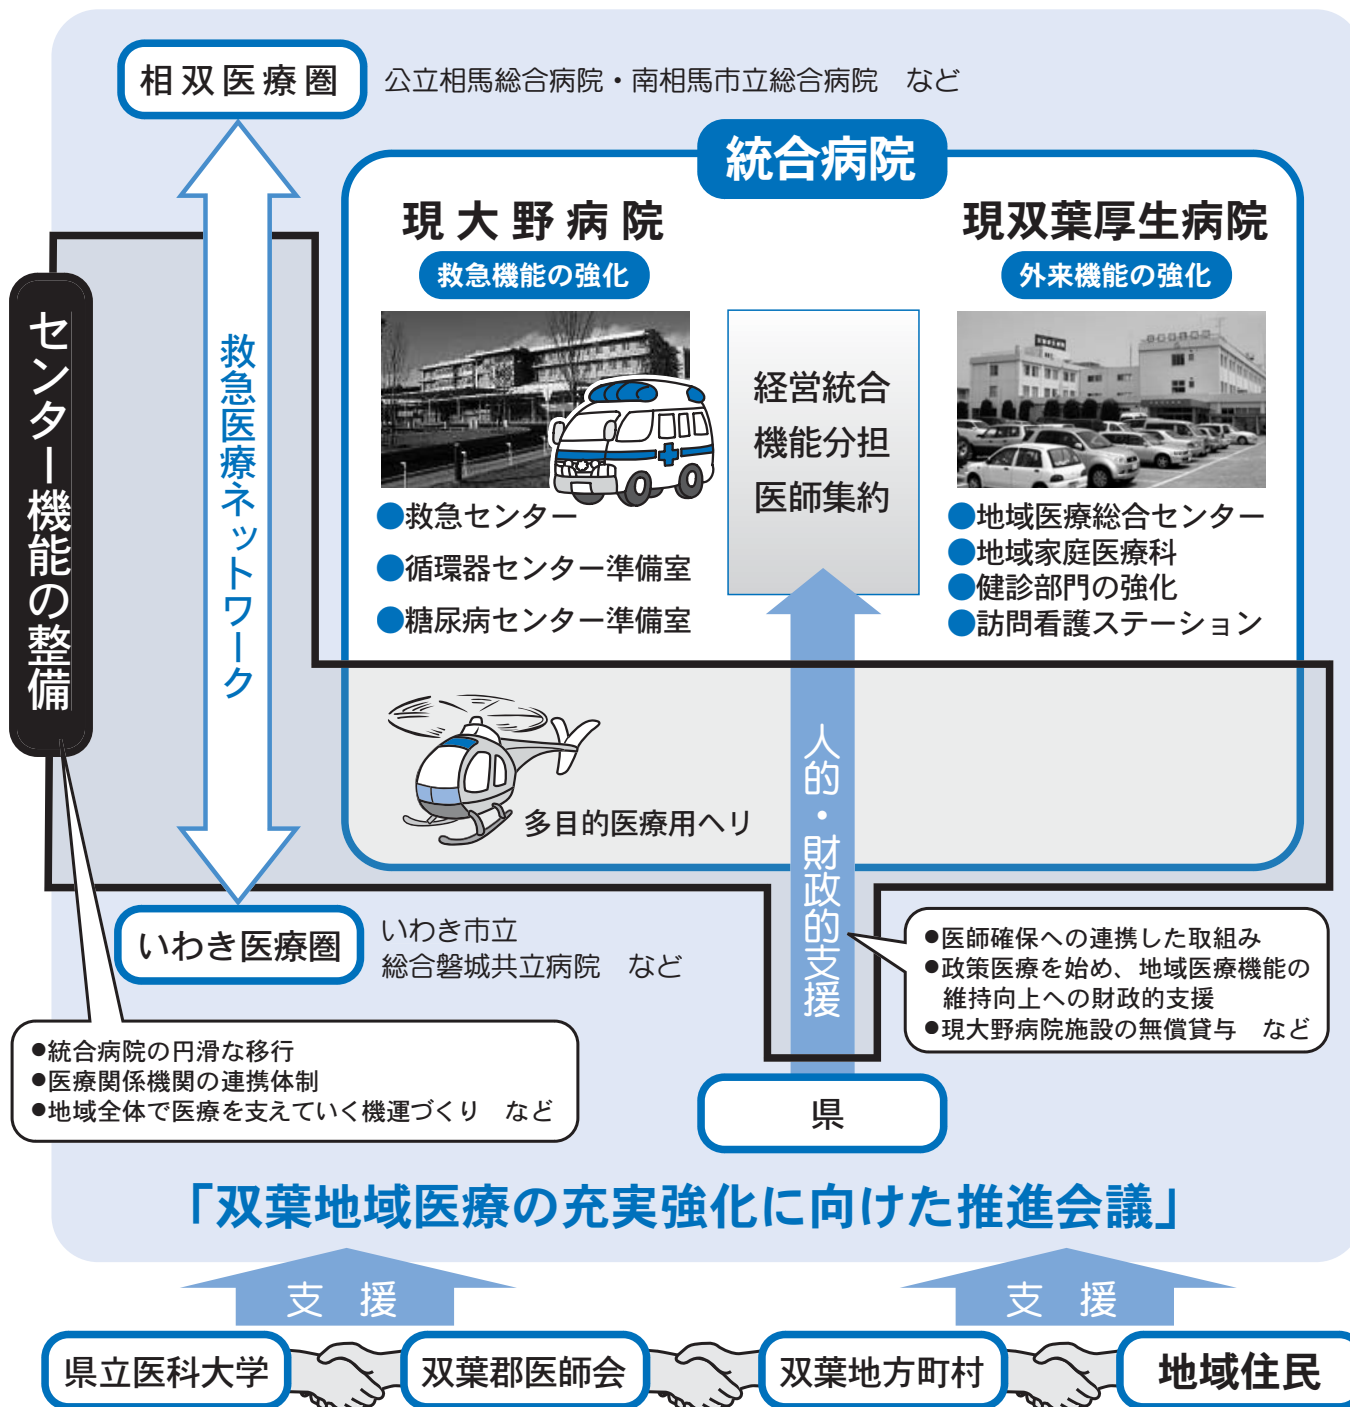 相双医療圏
公立相馬総合病院・南相馬市立総合病院　など
統合病院
現大野病院
救急機能の強化
現双葉厚生病院
外来機能の強化
経営統合
機能分担
医師集約
●救急センター
●循環器センター準備室
●糖尿病センター準備室
●地域医療総合センター
●地域家庭医療科
●健診部門の強化
●訪問看護ステーション
センター機能の整備
救急医療ネットワーク
多目的医療用ヘリ
人的・財政的支援
いわき医療圏
いわき市立
総合磐城共立病院　など
●医師確保への連携した取組み
●政策医療を始め、地域医療機能の
維持向上への財政的支援
●現大野病院施設の無償貸与　など
●統合病院の円滑な移行
●医療関係機関の連携体制
●地域全体で医療を支えていく機運づくり　など
県
「双葉地域医療の充実強化に向けた推進会議」
支　援
支　援
県立医科大学
双葉郡医師会
双葉地方町村
地域住民